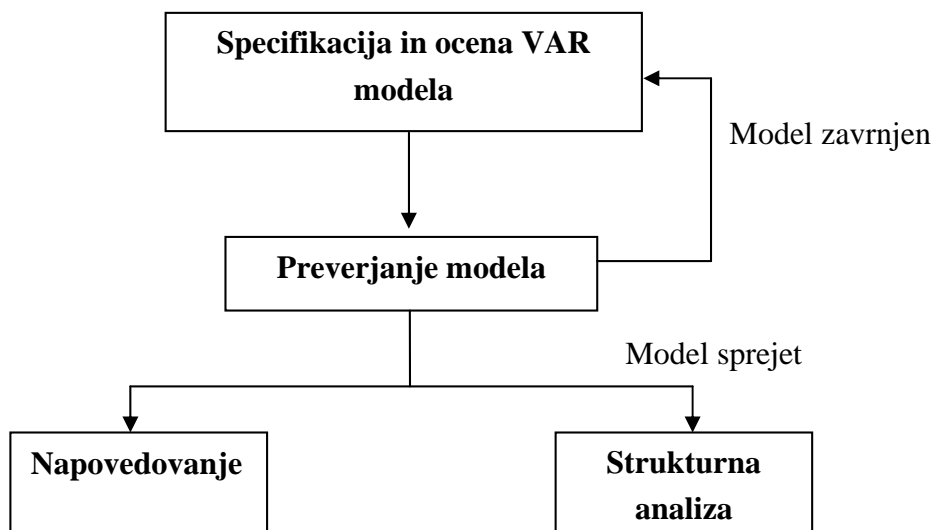 Specifikacija in ocena VAR
modela
Model zavrnjen
Preverjanje modela
Model sprejet
Napovedovanje
Strukturna
analiza